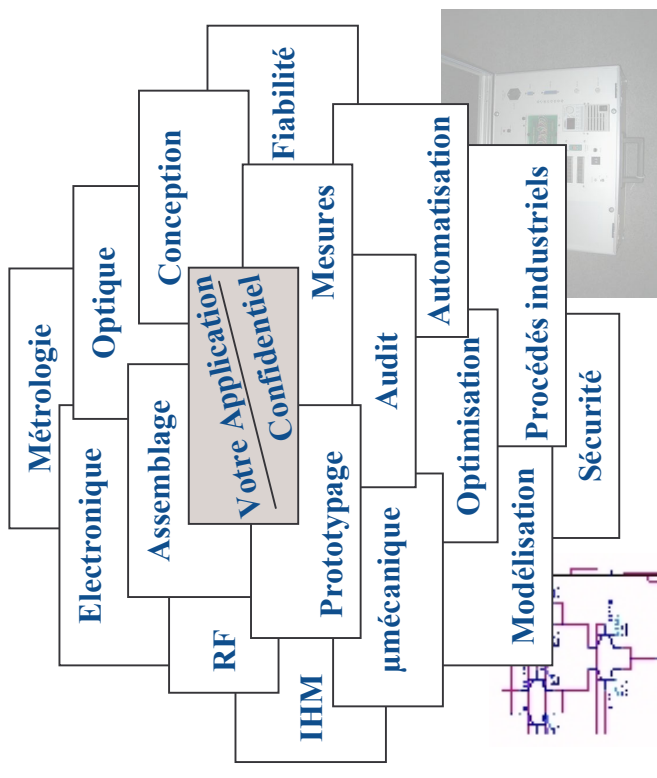 Métrologie
Electronique
Optique
Assemblage
Conception
RF
Votre Application
Confidentiel
Fiabilité
Mesures
Prototypage
IHM
Audit
µmécanique
Automatisation
Optimisation
Procédés industriels
Modélisation
Sécurité